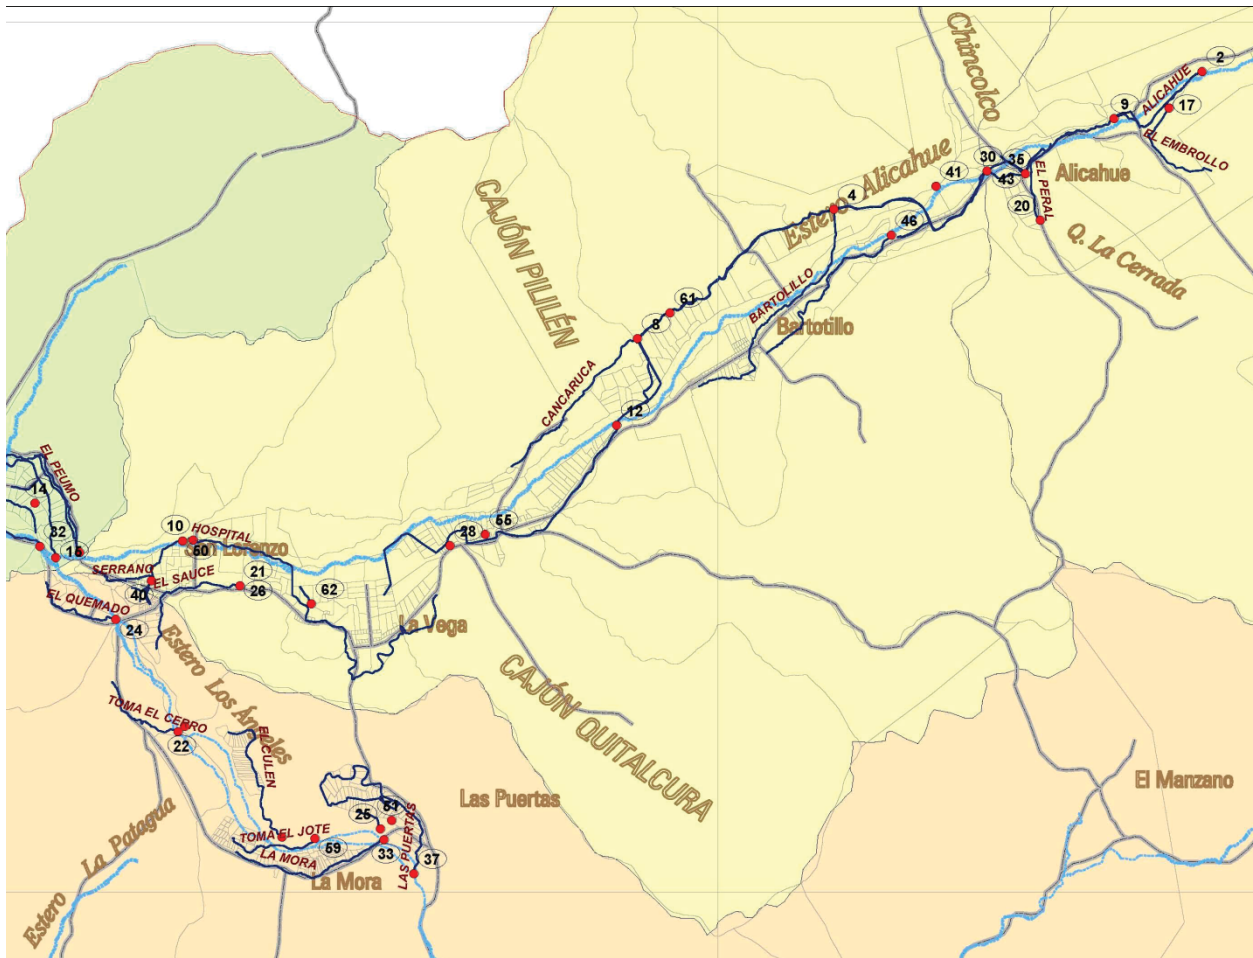 Chincolco
2
ALICAHUE
17
9
EL EMBROLLO
30
35
43
Alicahue
EL PERAL
20
41
Estero Alicahue
4
46
Q. La Cerrada
CAJÓN PILILÉN
61
8
BARTOLILLO
Bartotillo
CANCARUCA
12
EL PEUMO
14
32
15
10
HOSPITAL
50
San Lorenzo
28
55
SERRANO
EL SAUCE
21
26
40
62
EL QUEMADO
24
La Vega
Estero Los Ángeles
CAJÓN QUITALCURA
TOMA EL CERRO
22
EL CULEN
Las Puertas
El Manzano
Estero La Patagua
51
25
TOMA EL JOTE
59
33
LAS PUERTAS
37
LA MORA
La Mora